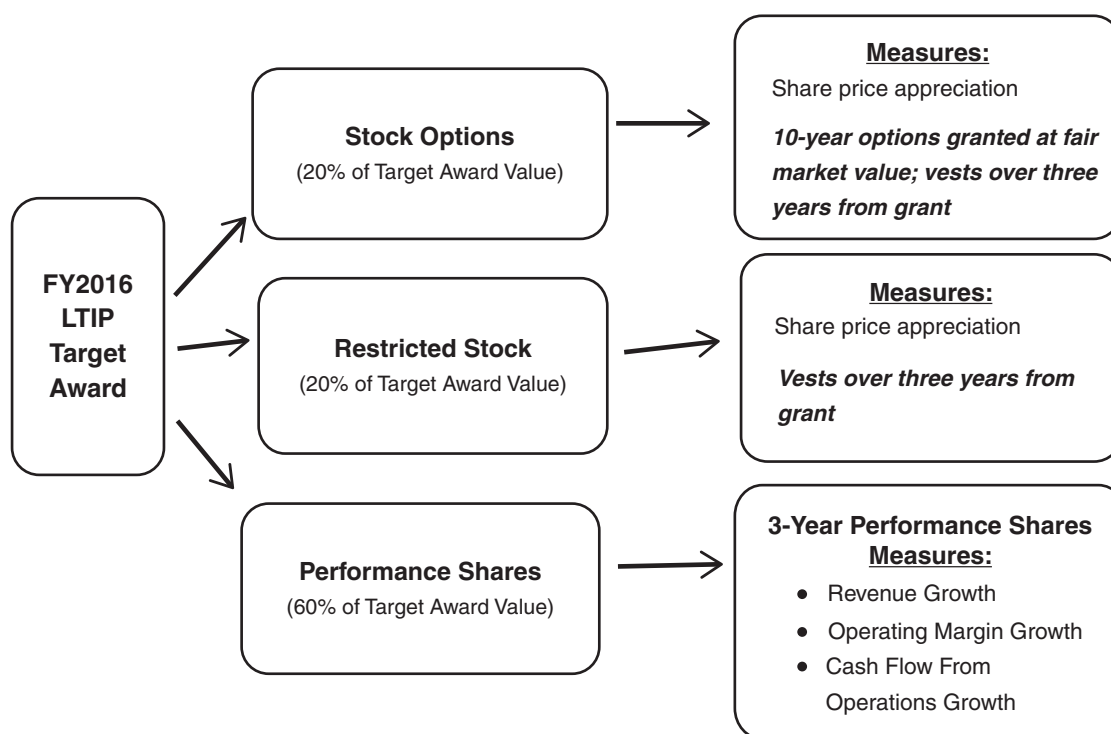 FY2016
LTIP
Target
Award
Stock Options
(20% of Target Award Value)
Measures:
Share price appreciation
10-year options granted at fair
market value; vests over three
years from grant
Restricted Stock
(20% of Target Award Value)
Measures:
Share price appreciation
Vests over three years from
grant
Performance Shares
(60% of Target Award Value)
3-Year Performance Shares
Measures:
● Revenue Growth
● Operating Margin Growth
● Cash Flow From
Operations Growth